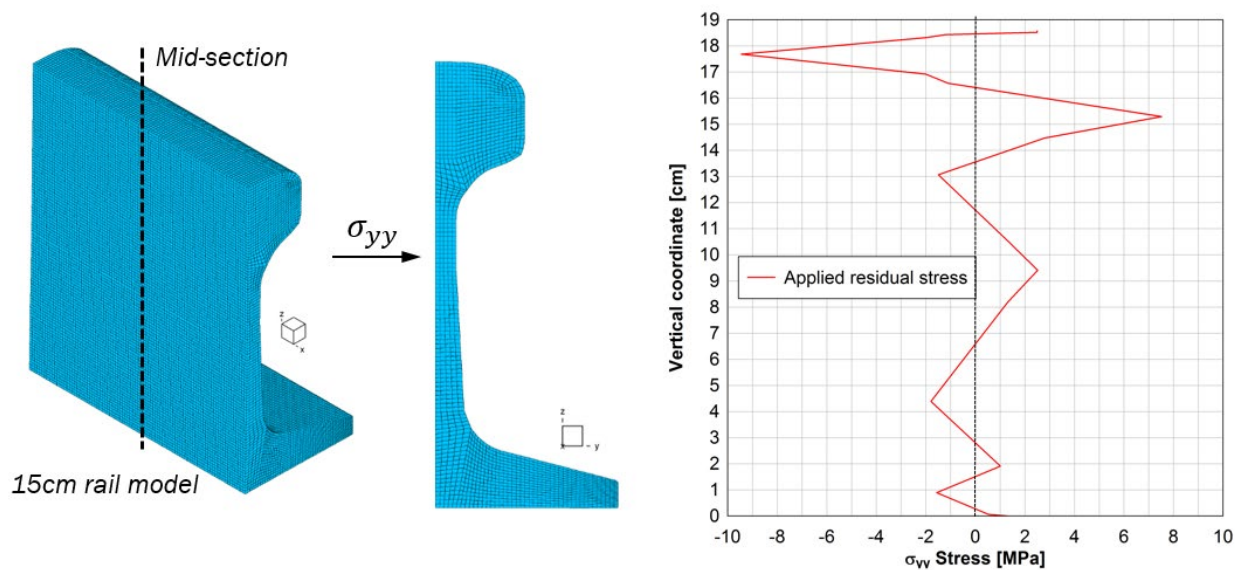 Mid-section
15cm rail model
z
x
σyy
z
x
y
19
18
17
16
15
14
13
12
11
10
9
8
7
6
5
4
3
2
1
0
Vertical coordinate [cm]
Applied residual stress
-10 -8 -6 -4 -2 0 2 4 6 8 10
σyy Stress [MPa]